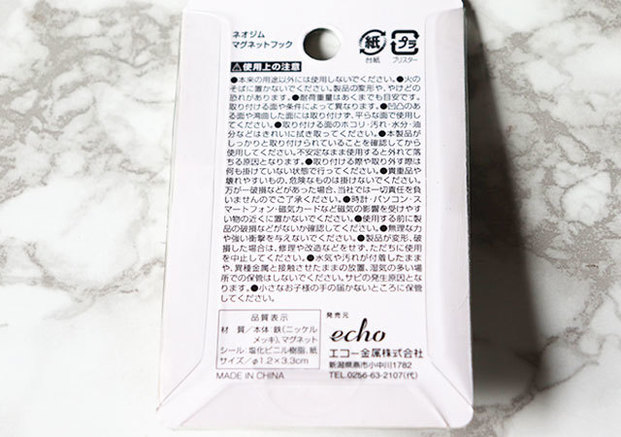 ネオジム
マグネットフック
紙
台紙
プラ
ブリスター
使用上の注意
●本来の用途以外には使用しないでください。●火の
そばに置かないでください。製品の変形や、やけどの
恐れがあります。●耐荷重量はあくまでも目安です。
取り付ける面や条件によって異なります。●凹凸のあ
る面や湾曲した面には取り付けず、平らな面で使用し
てください。●取り付ける面のホコリ・汚れ・水分・油
分などはきれいに拭き取ってください。●本製品が
しっかりと取り付けられていることを確認してから
使用してください。不安定なまま使用すると外れて落
ちる原因となります。●取り付ける際や取り外す際は
何も掛けていない状態で行ってください。●貴重品や
壊れやすいもの、危険なものは掛けないでください。
万が一破損などがあった場合、当社では一切責任を負
いませんのでご了承ください。●時計・パソコン・ス
マートフォン・磁気カードなど磁気の影響を受けやす
い物の近くに置かないでください。●使用する前に製
品の破損などがないか確認してください。●無理な力
や強い衝撃を与えないでください。●製品が変形、破
損した場合は、修理や改造などをせず、ただちに使用
を中止してください。●水気や汚れが付着したまま
や、異種金属と接触させたままの放置、湿気の多い場
所での保管はしないでください。サビの発生原因とな
ります。●小さなお子様の手の届かないところに保管
してください。
品質表示
材 質／本体 鉄(ニッケル
メッキ)、マグネット
シール：塩化ビニル樹脂、紙
サイズ／φ1.2×3.3cm
MADE IN CHINA
発売元
echo
エコー金属株式会社
新潟県燕市小中川1782
TEL.0256-63-2107(代)